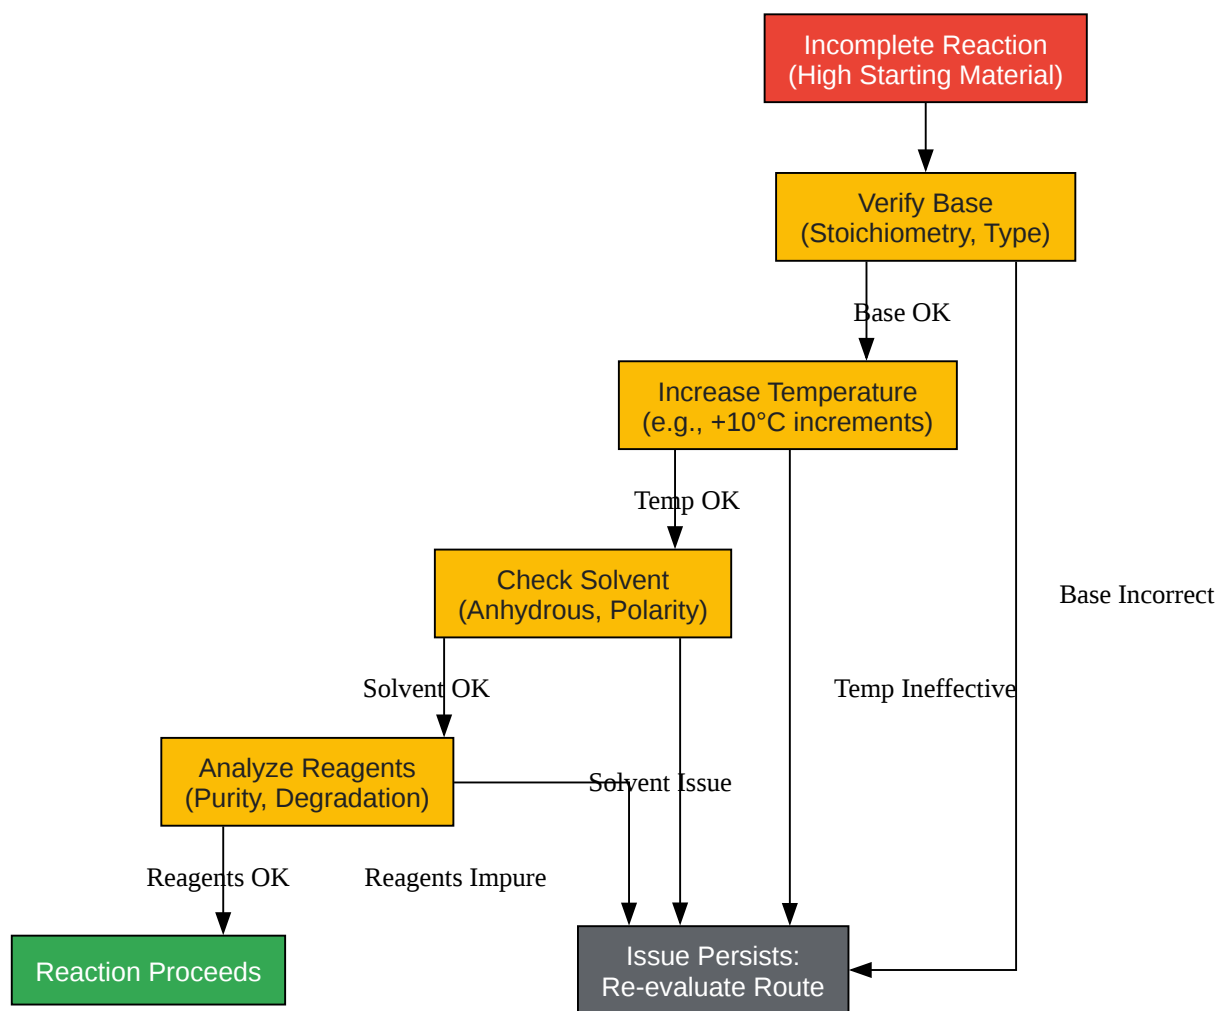 Incomplete Reaction
(High Starting Material)
Verify Base
(Stoichiometry, Type)
Base OK
Increase Temperature
(e.g., +10°C increments)
Temp OK
Check Solvent
(Anhydrous, Polarity)
Base Incorrect
Solvent OK
Temp Ineffective
Analyze Reagents
(Purity, Degradation)
Solvent Issue
Reagents OK
Reagents Impure
Reaction Proceeds
Issue Persists:
Re-evaluate Route